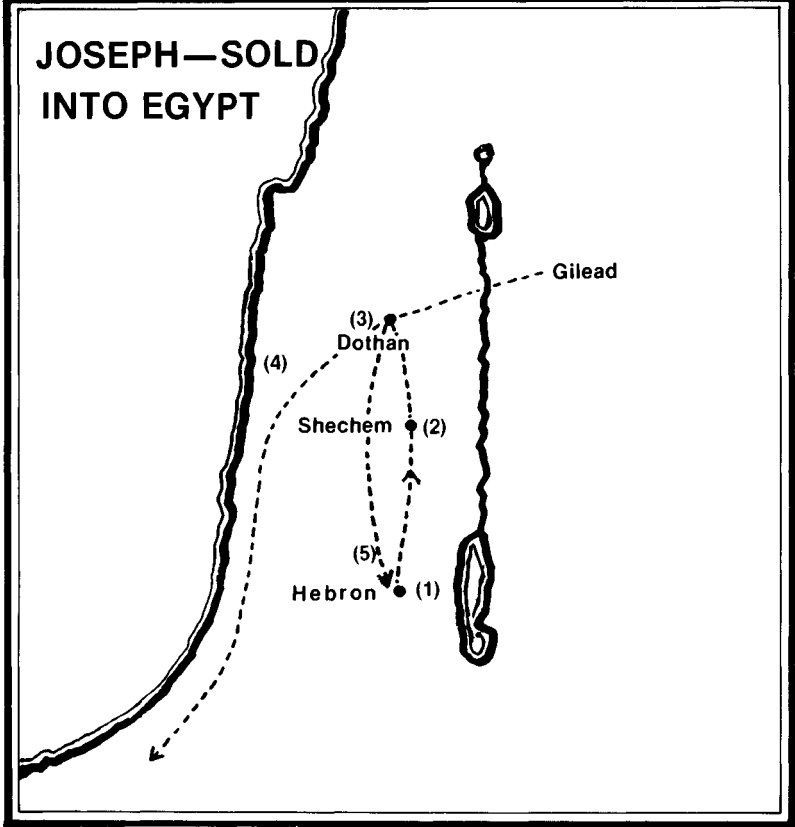 JOSEPH—SOLD
INTO EGYPT
Gilead
(3)
Dothan
(4)
Shechem (2)
(5)
Hebron (1)